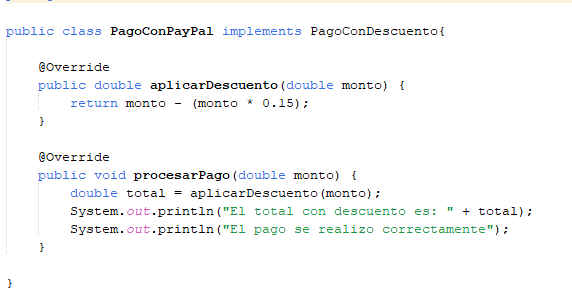 public class PagoConPayPal implements PagoConDescuento{
@Override
public double aplicarDescuento(double monto) {
return monto - (monto * 0.15);
}
@Override
public void procesarPago(double monto) {
double total = aplicarDescuento(monto);
System.out.println("El total con descuento es: " + total);
System.out.println("El pago se realizo correctamente");
}
}